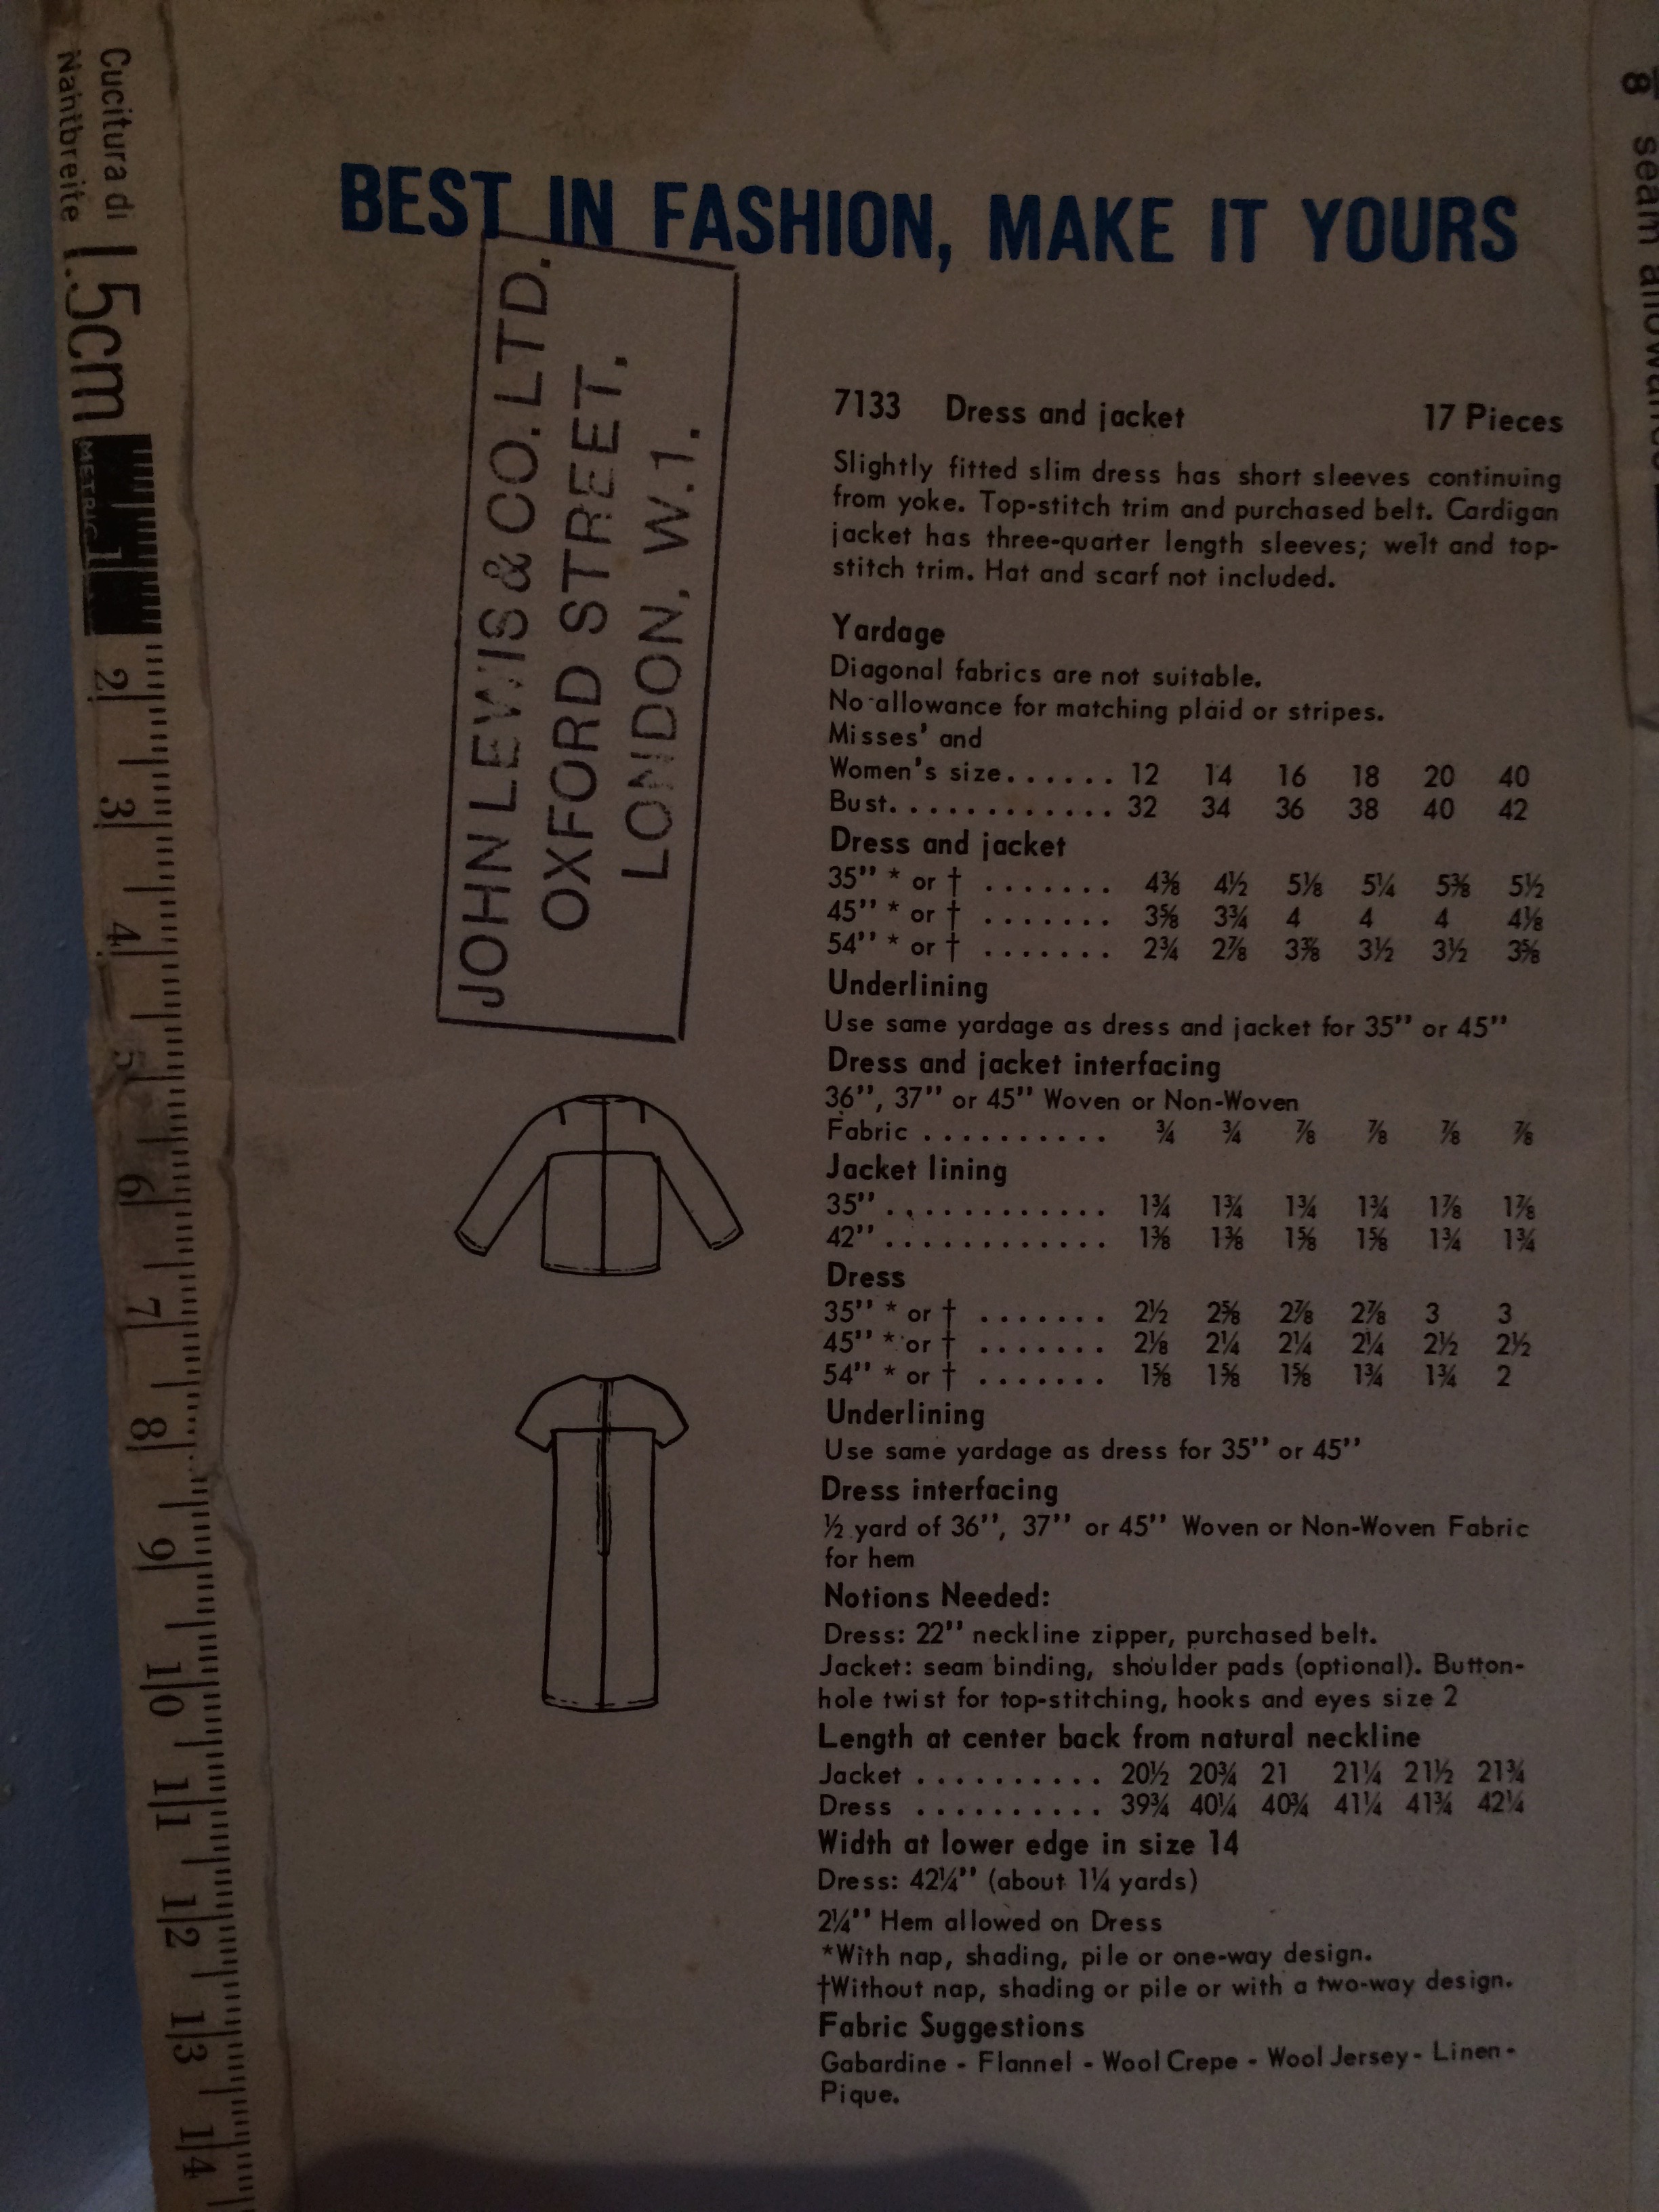 Cucitura di
Nahtbreite
1.5cm
METRIC
1 2 3 4 5 6 7 8 9 10 11 12 13 14
seam allowance
BEST IN FASHION, MAKE IT YOURS
JOHN LEWIS & CO. LTD.
OXFORD STREET.
LONDON, W.1.
7133 Dress and jacket 17 Pieces
Slightly fitted slim dress has short sleeves continuing
from yoke. Top-stitch trim and purchased belt. Cardigan
jacket has three-quarter length sleeves; welt and top-
stitch trim. Hat and scarf not included.
Yardage
Diagonal fabrics are not suitable.
No allowance for matching plaid or stripes.
Misses' and
Women's size...... 12 14 16 18 20 40
Bust............ 32 34 36 38 40 42
Dress and jacket
35'' * or † ....... 4⅜ 4½ 5⅛ 5¼ 5⅜ 5½
45'' * or † ....... 3⅝ 3¾ 4 4 4 4⅛
54'' * or † ....... 2¾ 2⅞ 3⅜ 3½ 3½ 3⅝
Underlining
Use same yardage as dress and jacket for 35'' or 45''
Dress and jacket interfacing
36'', 37'' or 45'' Woven or Non-Woven
Fabric .......... ¾ ¾ ⅞ ⅞ ⅞ ⅞
Jacket lining
35'' ............ 1¾ 1¾ 1¾ 1¾ 1⅞ 1⅞
42'' ............ 1⅜ 1⅜ 1⅝ 1⅝ 1¾ 1¾
Dress
35'' * or † ....... 2½ 2⅝ 2⅞ 2⅞ 3 3
45'' * or † ....... 2⅛ 2¼ 2¼ 2¼ 2½ 2½
54'' * or † ....... 1⅝ 1⅝ 1⅝ 1¾ 1¾ 2
Underlining
Use same yardage as dress for 35'' or 45''
Dress interfacing
½ yard of 36'', 37'' or 45'' Woven or Non-Woven Fabric
for hem
Notions Needed:
Dress: 22'' neckline zipper, purchased belt.
Jacket: seam binding, shoulder pads (optional). Button-
hole twist for top-stitching, hooks and eyes size 2
Length at center back from natural neckline
Jacket .......... 20½ 20¾ 21 21¼ 21½ 21¾
Dress .......... 39¾ 40¼ 40¾ 41¼ 41¾ 42¼
Width at lower edge in size 14
Dress: 42¼'' (about 1¼ yards)
2¼'' Hem allowed on Dress
*With nap, shading, pile or one-way design.
†Without nap, shading or pile or with a two-way design.
Fabric Suggestions
Gabardine - Flannel - Wool Crepe - Wool Jersey - Linen -
Pique.